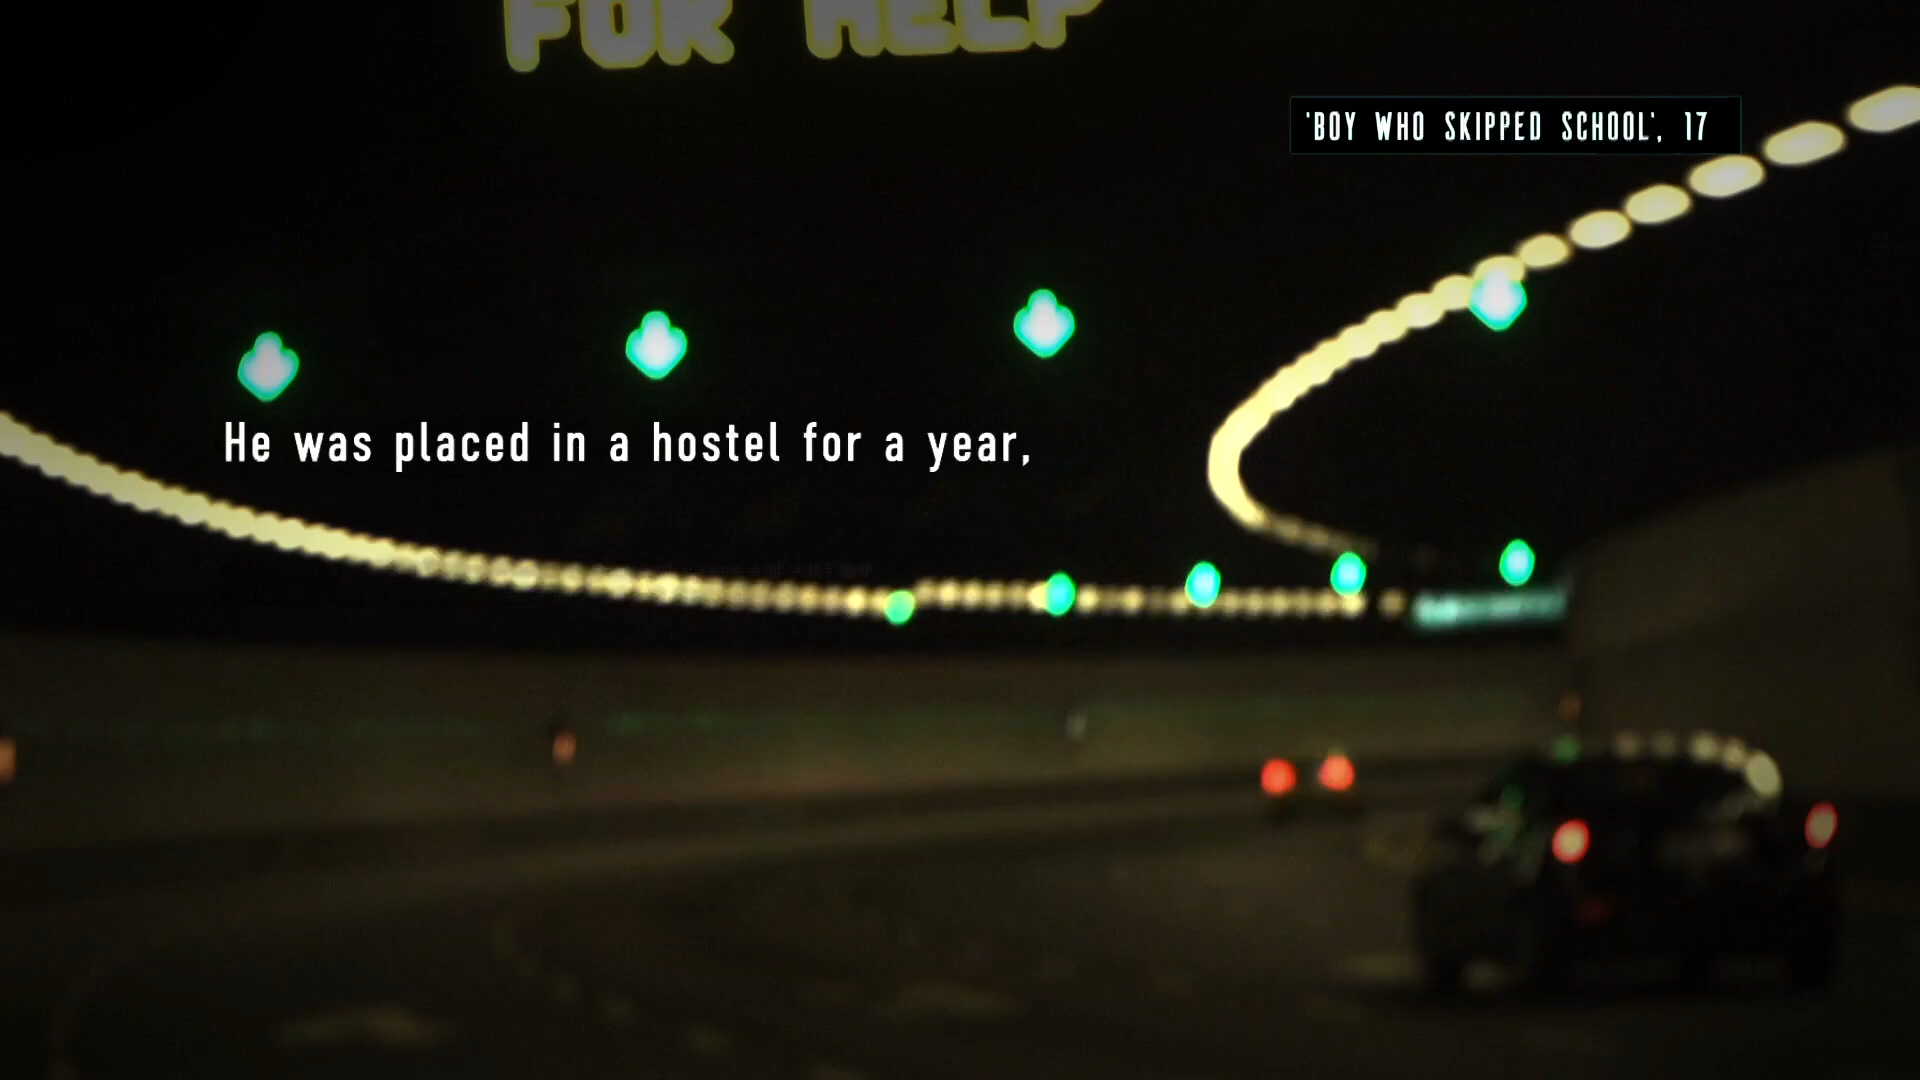 FOR HELP
'BOY WHO SKIPPED SCHOOL', 17
He was placed in a hostel for a year,